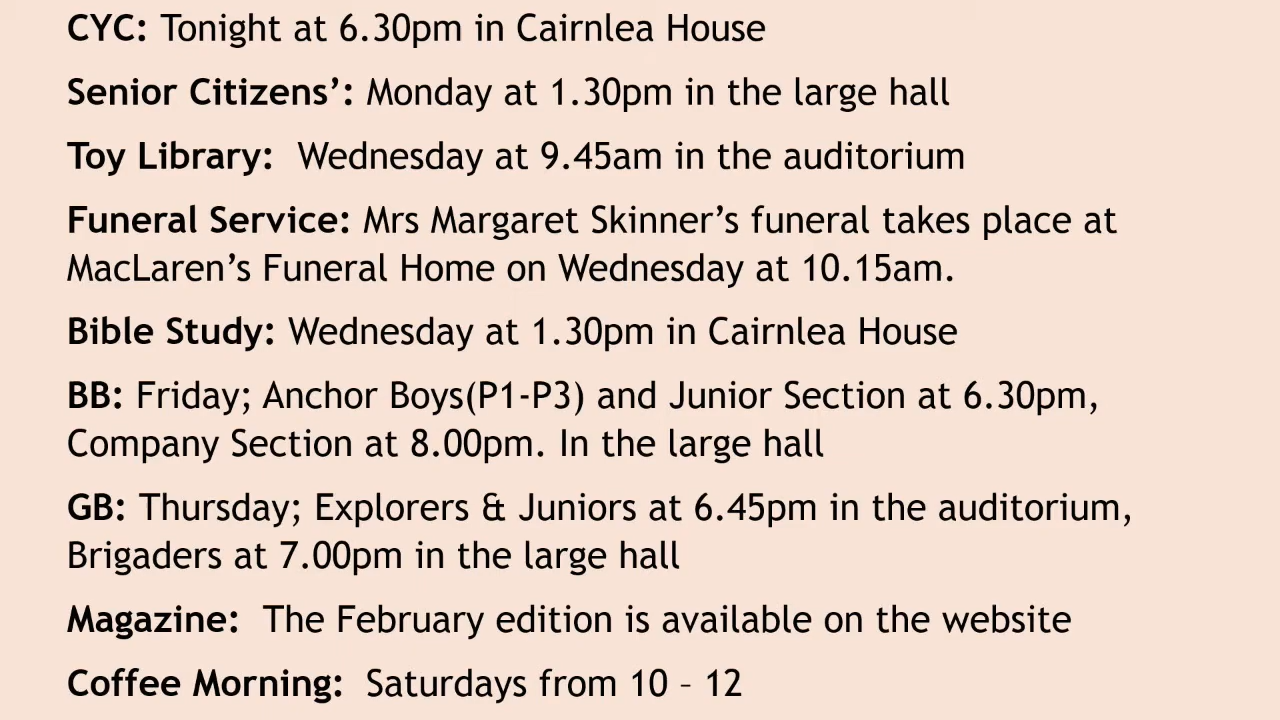 CYC: Tonight at 6.30pm in Cairnlea House
Senior Citizens’: Monday at 1.30pm in the large hall
Toy Library:  Wednesday at 9.45am in the auditorium
Funeral Service: Mrs Margaret Skinner’s funeral takes place at
MacLaren’s Funeral Home on Wednesday at 10.15am.
Bible Study: Wednesday at 1.30pm in Cairnlea House
BB: Friday; Anchor Boys(P1-P3) and Junior Section at 6.30pm,
Company Section at 8.00pm. In the large hall
GB: Thursday; Explorers & Juniors at 6.45pm in the auditorium,
Brigaders at 7.00pm in the large hall
Magazine:  The February edition is available on the website
Coffee Morning:  Saturdays from 10 – 12